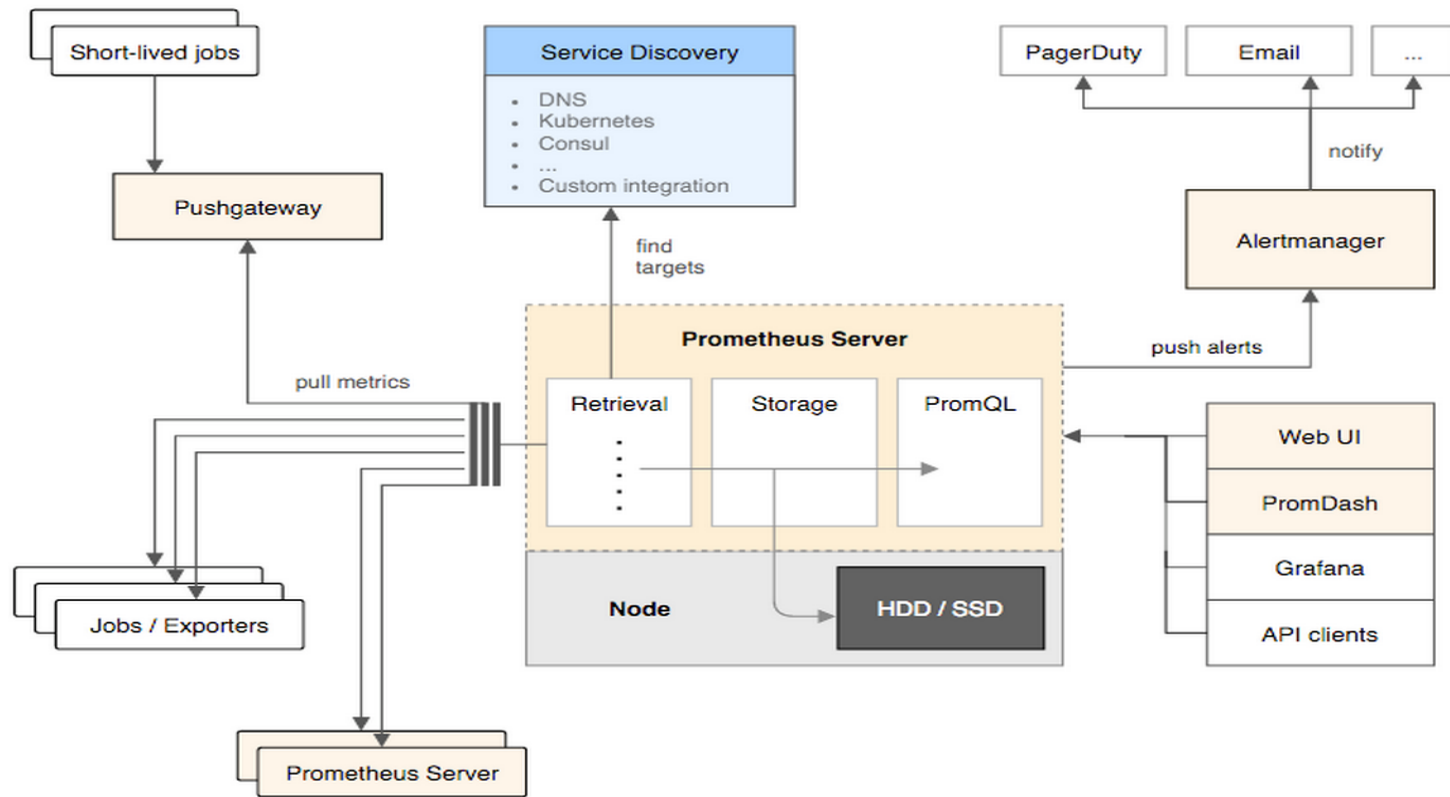 Short-lived jobs
Service Discovery
PagerDuty
Email
...
• DNS
• Kubernetes
• Consul
• ...
• Custom integration
notify
Pushgateway
Alertmanager
find
targets
Prometheus Server
push alerts
pull metrics
Retrieval
Storage
PromQL
Web UI
PromDash
Grafana
API clients
Node
HDD / SSD
Jobs / Exporters
Prometheus Server